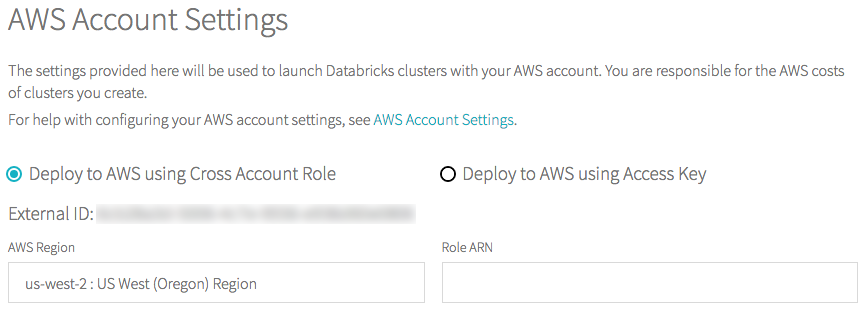 AWS Account Settings
The settings provided here will be used to launch Databricks clusters with your AWS account. You are responsible for the AWS costs
of clusters you create.
For help with configuring your AWS account settings, see AWS Account Settings.
Deploy to AWS using Cross Account Role
Deploy to AWS using Access Key
External ID:
AWS Region
Role ARN
us-west-2 : US West (Oregon) Region